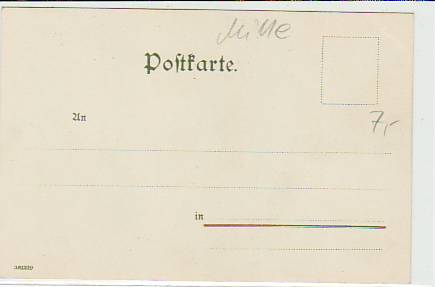 Mitte
Postkarte.
An
7,-
in